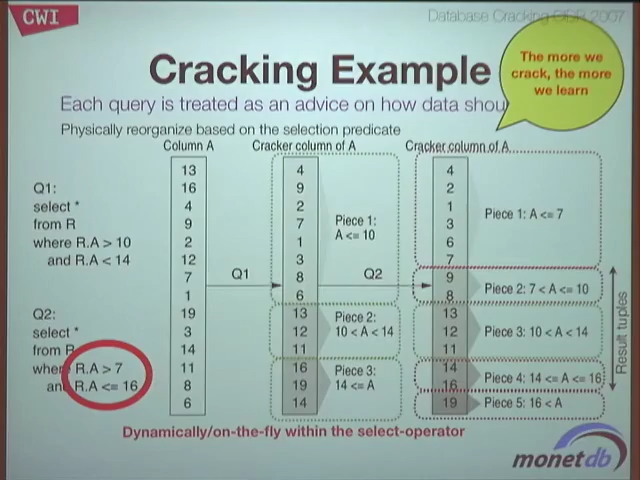 CWI
Database Cracking CIDR 2007
Cracking Example
The more we
crack, the more
we learn
Each query is treated as an advice on how data
Physically reorganize based on the selection predicate
Column A
Cracker column of A
Cracker column of A
Q1:
select *
from R
where R.A > 10
and R.A < 14
Q2:
select *
from R
where R.A > 7
and R.A <= 16
13
16
4
9
2
12
7
1
19
3
14
11
8
6
Q1
4
9
2
7
1
3
8
6
13
12
11
16
19
14
Piece 1:
A <= 10
Piece 2:
10 < A < 14
Piece 3:
14 <= A
Q2
4
2
1
3
6
7
9
8
13
12
11
14
16
19
Piece 1: A <= 7
Piece 2: 7 < A <= 10
Piece 3: 10 < A < 14
Piece 4: 14 <= A <= 16
Piece 5: 16 < A
Result tuples
Dynamically/on-the-fly within the select-operator
monetdb